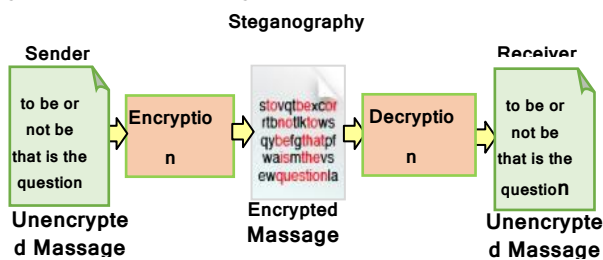 Steganography
Sender
Receiver
to be or
not be
that is the
question
Encryptio
n
stovqtbexcor
rtbnotlktows
qybefgthatpf
waismthevs
ewquestionla
Decryptio
n
to be or
not be
that is the
question
Unencrypte
d Massage
Encrypted
Massage
Unencrypte
d Massage